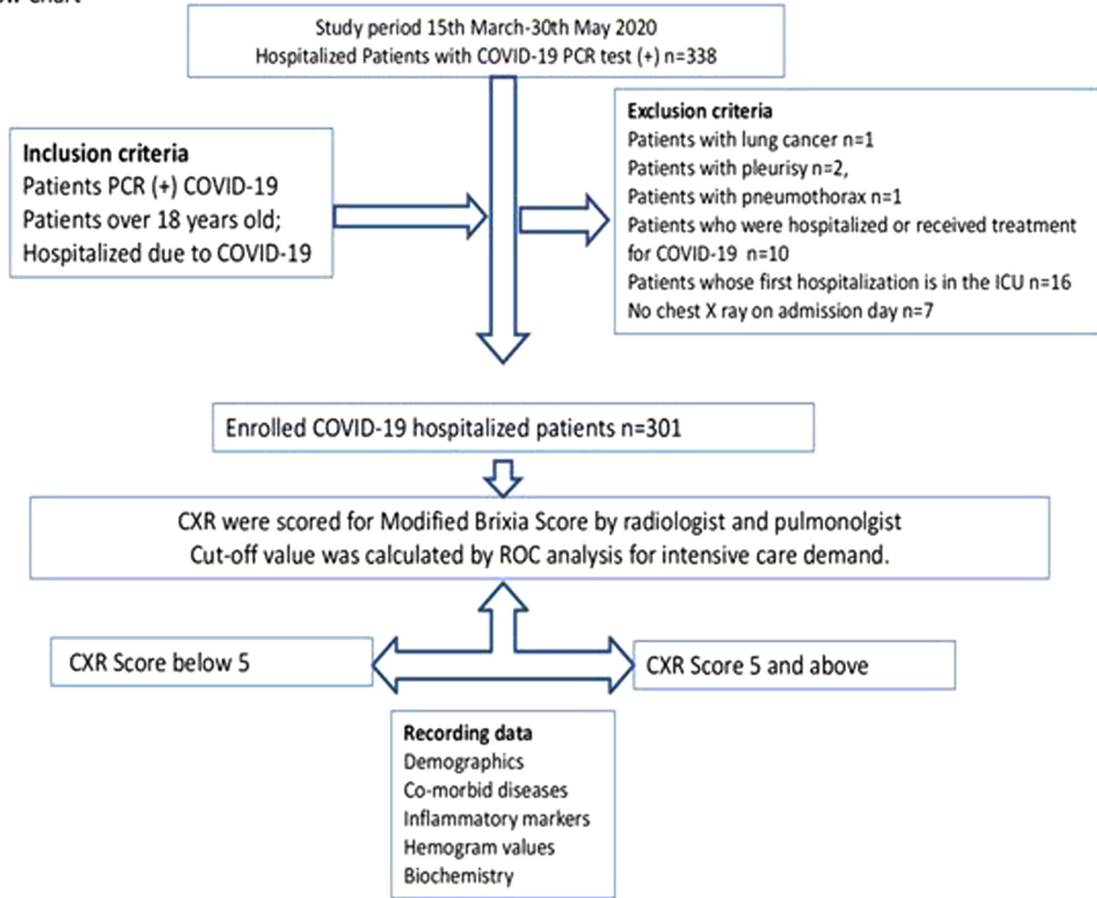 Study period 15th March-30th May 2020
Hospitalized Patients with COVID-19 PCR test (+) n=338
Inclusion criteria
Patients PCR (+) COVID-19
Patients over 18 years old;
Hospitalized due to COVID-19
Exclusion criteria
Patients with lung cancer n=1
Patients with pleurisy n=2,
Patients with pneumothorax n=1
Patients who were hospitalized or received treatment
for COVID-19 n=10
Patients whose first hospitalization is in the ICU n=16
No chest X ray on admission day n=7
Enrolled COVID-19 hospitalized patients n=301
CXR were scored for Modified Brixia Score by radiologist and pulmonolgist
Cut-off value was calculated by ROC analysis for intensive care demand.
CXR Score below 5
CXR Score 5 and above
Recording data
Demographics
Co-morbid diseases
Inflammatory markers
Hemogram values
Biochemistry